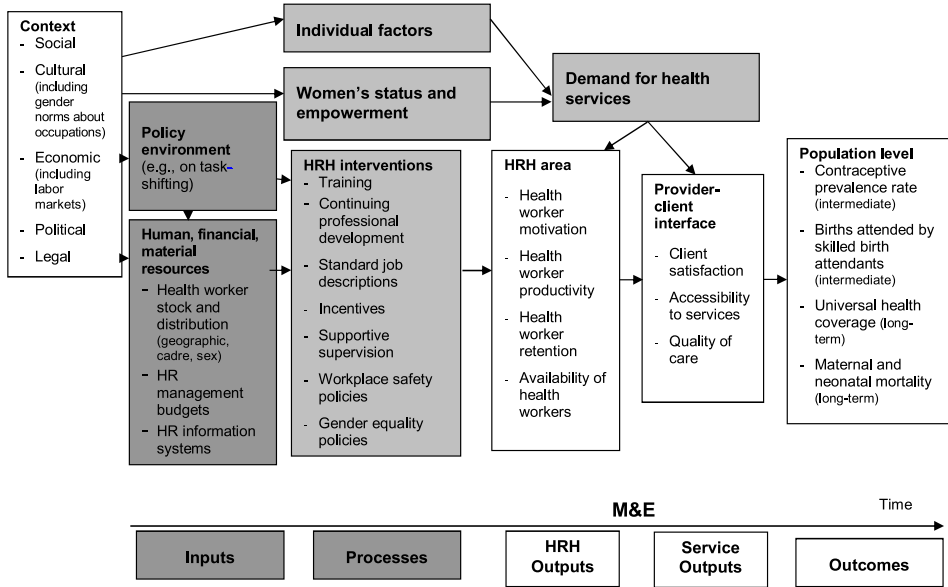 Context
- Social
- Cultural
(including
gender
norms about
occupations)
- Economic
(including
labor
markets)
- Political
- Legal
Individual factors
Women's status and
empowerment
Demand for health
services
Policy
environment
(e.g., on task-
shifting)
Human, financial,
material
resources
- Health worker
stock and
distribution
(geographic,
cadre, sex)
- HR
management
budgets
- HR information
systems
HRH interventions
- Training
- Continuing
professional
development
- Standard job
descriptions
- Incentives
- Supportive
supervision
- Workplace safety
policies
- Gender equality
policies
HRH area
- Health
worker
motivation
- Health
worker
productivity
- Health
worker
retention
- Availability of
health
workers
Provider-
client
interface
- Client
satisfaction
- Accessibility
to services
- Quality of
care
Population level
- Contraceptive
prevalence rate
(intermediate)
- Births attended by
skilled birth
attendants
(intermediate)
- Universal health
coverage (long-
term)
- Maternal and
neonatal mortality
(long-term)
M&E
Time
Inputs
Processes
HRH
Outputs
Service
Outputs
Outcomes